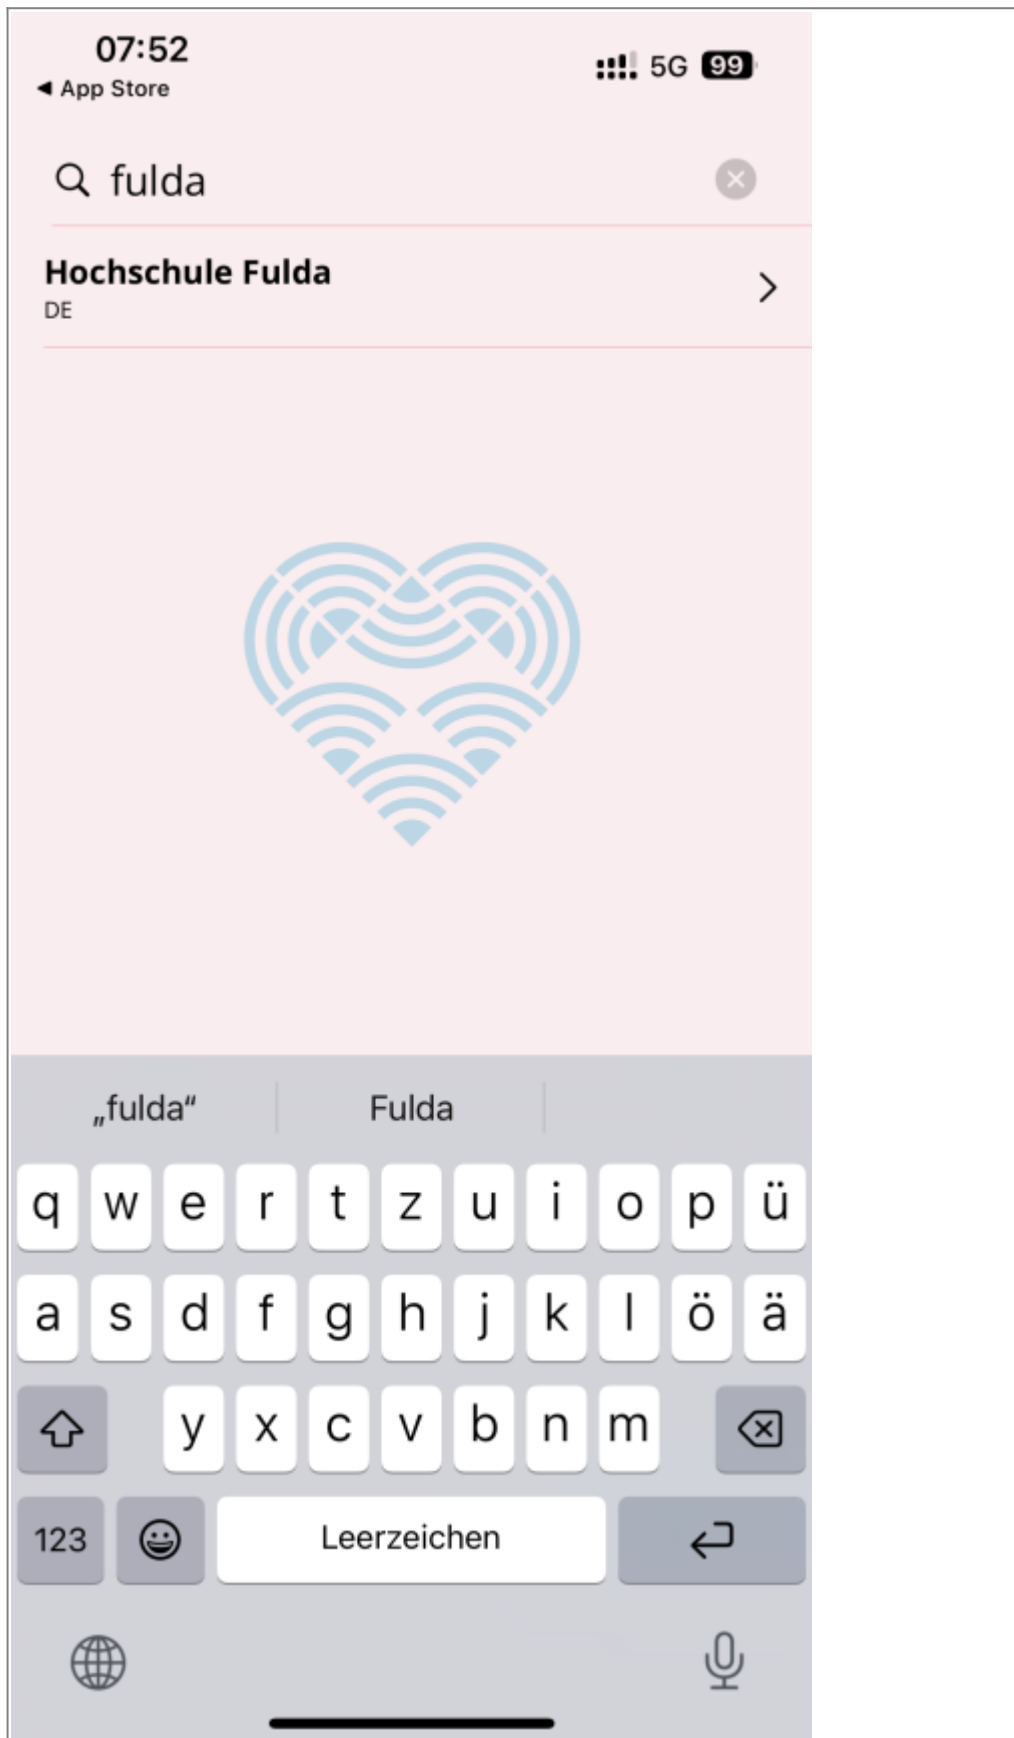 07:52
5G 99
◀ App Store
fulda
Hochschule Fulda
DE
„fulda“ Fulda
q w e r t z u i o p ü
a s d f g h j k l ö ä
y x c v b n m
123 Leerzeichen